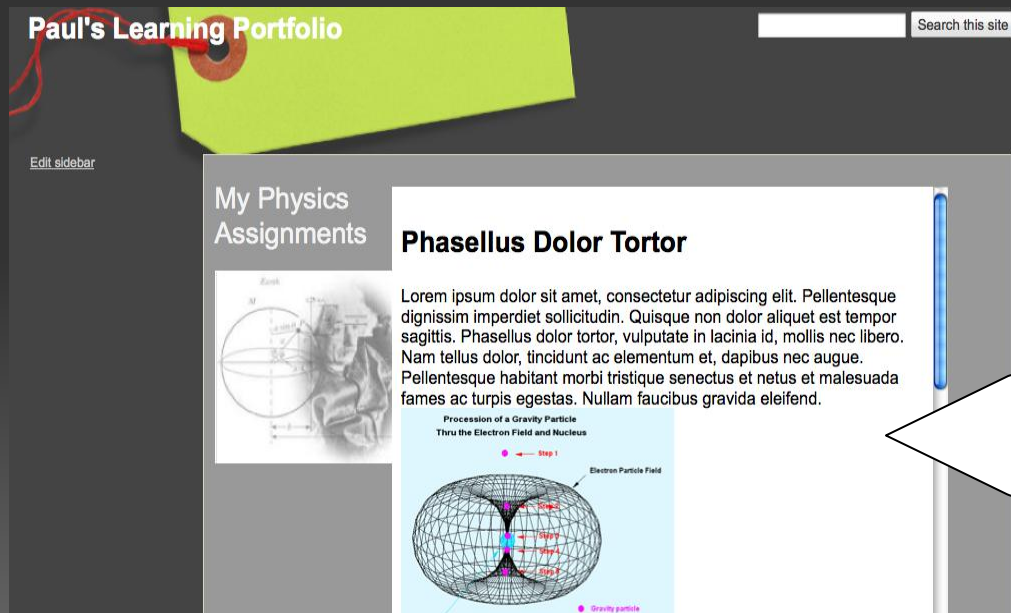 Paul's Learning Portfolio
Search this site
Edit sidebar
My Physics
Assignments
Phasellus Dolor Tortor
Lorem ipsum dolor sit amet, consectetur adipiscing elit. Pellentesque
dignissim imperdiet sollicitudin. Quisque non dolor aliquet est tempor
sagittis. Phasellus dolor tortor, vulputate in lacinia id, mollis nec libero.
Nam tellus dolor, tincidunt ac elementum et, dapibus nec augue.
Pellentesque habitant morbi tristique senectus et netus et malesuada
fames ac turpis egestas. Nullam faucibus gravida eleifend.
Procession of a Gravity Particle
Thru the Electron Field and Nucleus
Step 1
Electron Particle Field
Gravity particle